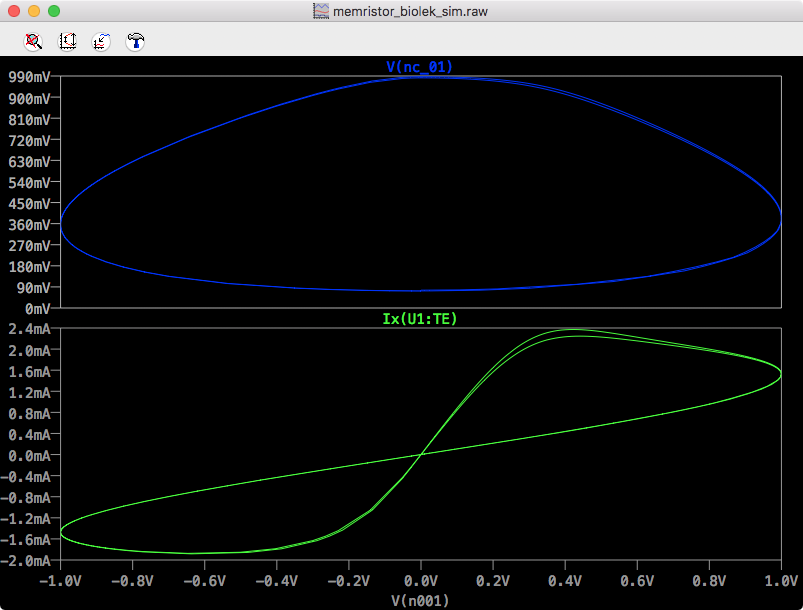 memristor_biolek_sim.raw
V(nc_01)
990mV
900mV
810mV
720mV
630mV
540mV
450mV
360mV
270mV
180mV
90mV
0mV
Ix(U1:TE)
2.4mA
2.0mA
1.6mA
1.2mA
0.8mA
0.4mA
0.0mA
-0.4mA
-0.8mA
-1.2mA
-1.6mA
-2.0mA
-1.0V -0.8V -0.6V -0.4V -0.2V 0.0V 0.2V 0.4V 0.6V 0.8V 1.0V
V(n001)